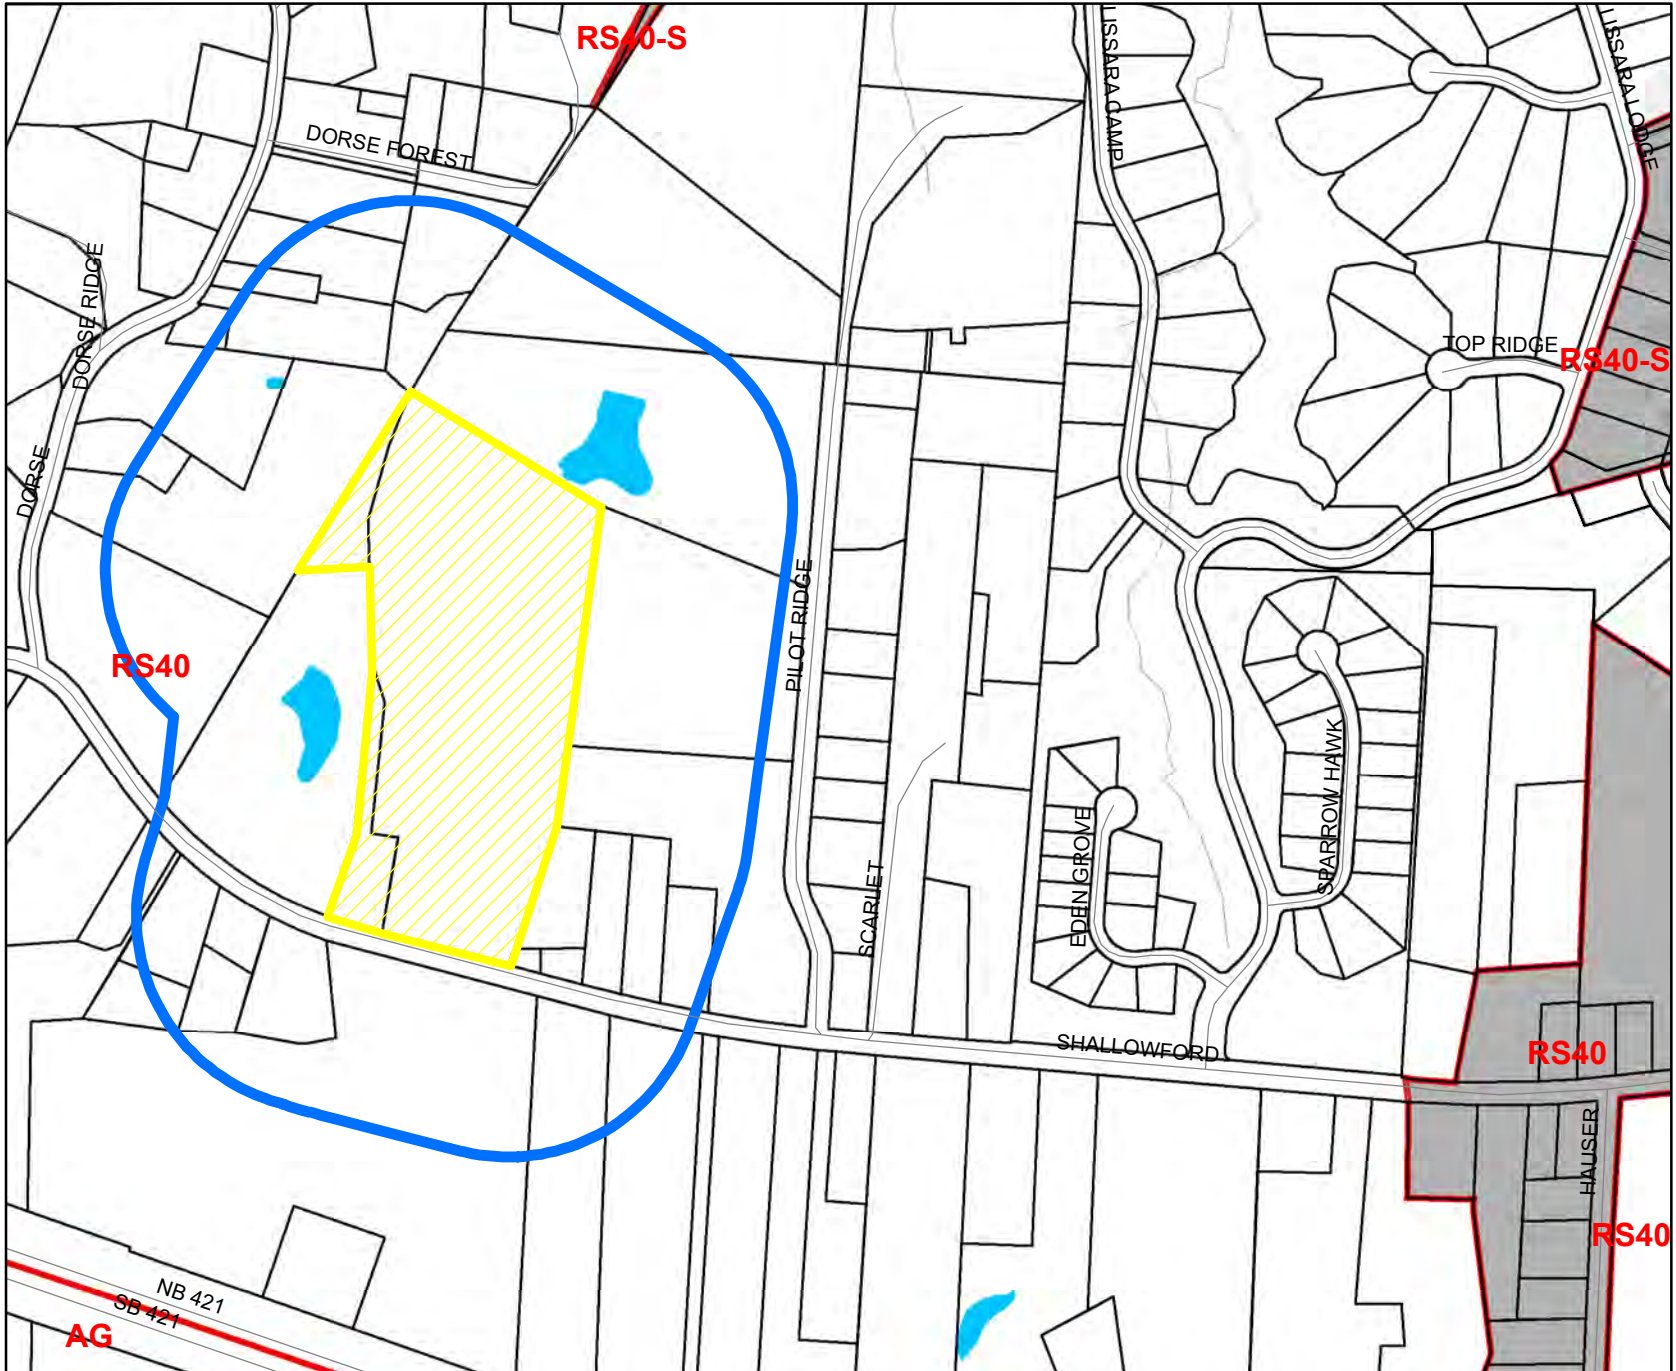 RS40-S
LISSARA CAMP
LISSARA LODGE
DORSE FOREST
DORSE RIDGE
TOP RIDGE
RS40-S
DORSE
PILOT RIDGE
RS40
SPARROW HAWK
EDEN GROVE
SCARLET
SHALLOWFORD
RS40
HAUSER
RS40
NB 421
SB 421
AG